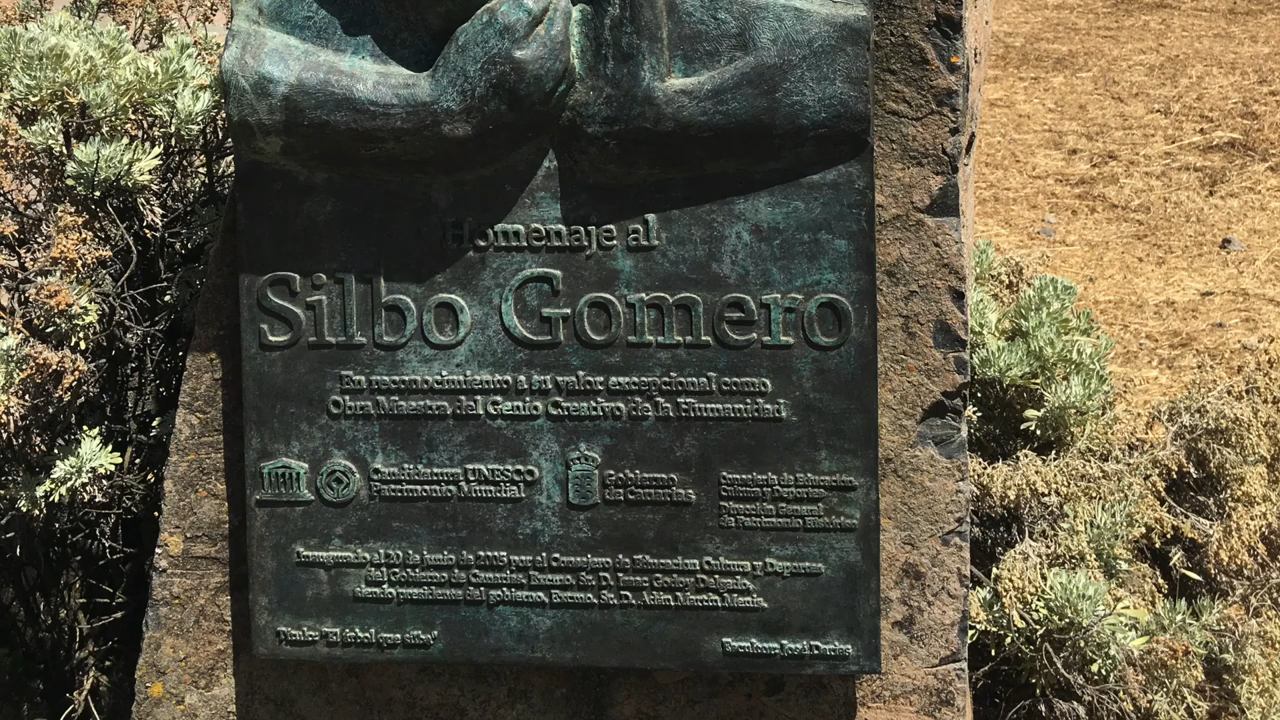 Homenaje al
Silbo Gomero
En reconocimiento a su valor excepcional como
Obra Maestra del Genio Creativo de la Humanidad
Candidatura UNESCO
Patrimonio Mundial
Gobierno
de Canarias
Consejería de Educación
Cultura y Deportes
Dirección General
de Patrimonio Histórico
Inaugurado el 20 de junio de 2005 por el Consejero de Educacion Cultura y Deportes
del Gobierno de Canarias, Excmo. Sr. D. Isaac Godoy Delgado,
siendo presidente del gobierno, Excmo. Sr. D. Adán Martín Menis.
Título: "El árbol que silba"
Escultor: José Darias